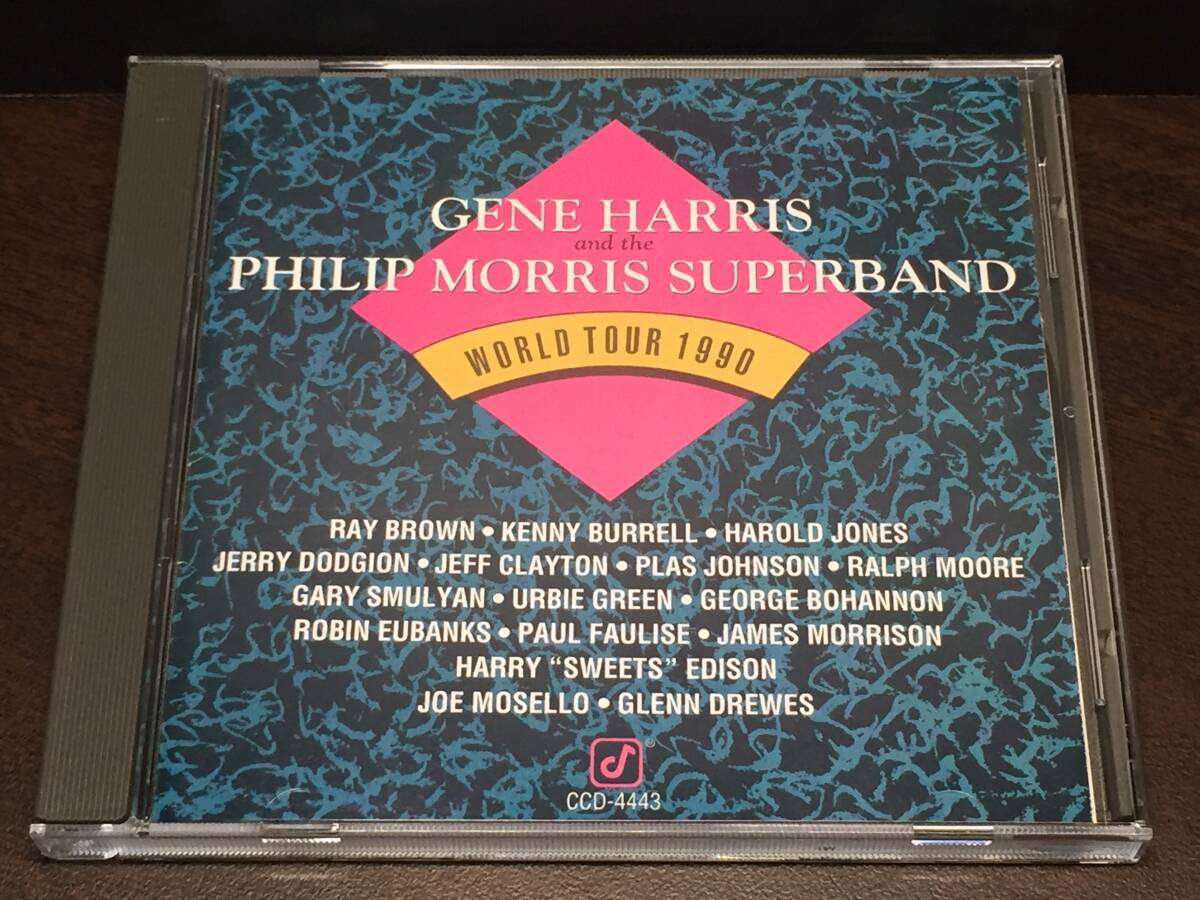 GENE HARRIS
and the
PHILIP MORRIS SUPERBAND
WORLD TOUR 1990
RAY BROWN • KENNY BURRELL • HAROLD JONES
JERRY DODGION • JEFF CLAYTON • PLAS JOHNSON • RALPH MOORE
GARY SMULYAN • URBIE GREEN • GEORGE BOHANNON
ROBIN EUBANKS • PAUL FAULISE • JAMES MORRISON
HARRY “SWEETS” EDISON
JOE MOSELLO • GLENN DREWES
®
CCD-4443